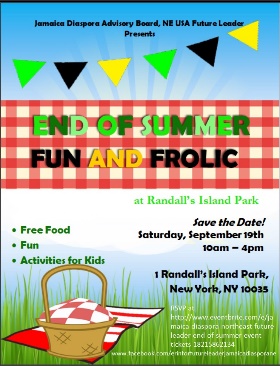 Jamaica Diaspora Advisory Board, NE USA Future Leader
Presents
END OF SUMMER
FUN AND FROLIC
at Randall's Island Park
Save the Date!
Saturday, September 19th
10am – 4pm
• Free Food
• Fun
• Activities for Kids
1 Randall's Island Park,
New York, NY 10035
RSVP at
http://www.eventbrite.com/e/ja
maica-diaspora-northeast-future
leader-end-of-summer-event
tickets-18215862134